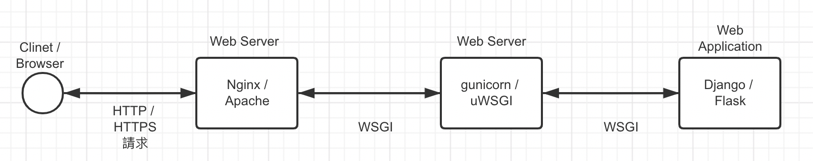 Clinet /
Browser
HTTP /
HTTPS
請求
Web Server
Nginx /
Apache
WSGI
Web Server
gunicorn /
uWSGI
WSGI
Web
Application
Django /
Flask